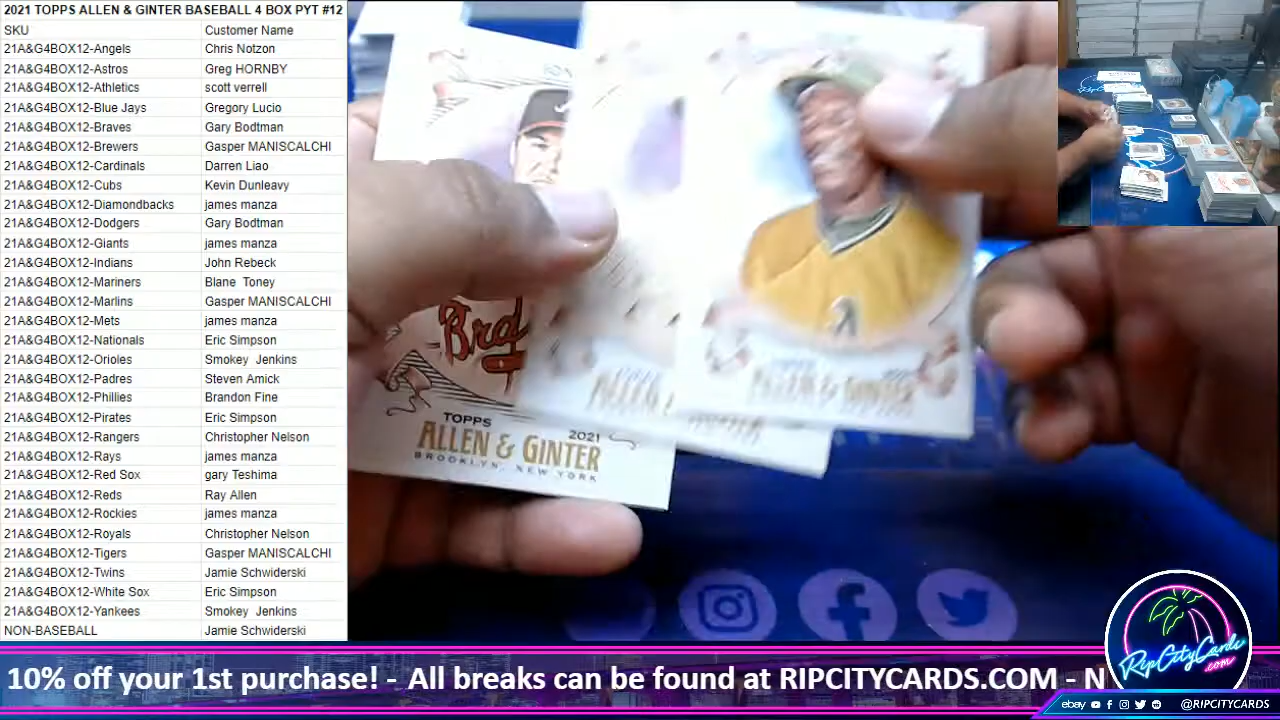 2021 TOPPS ALLEN & GINTER BASEBALL 4 BOX PYT #12
SKU Customer Name
21A&G4BOX12-Angels Chris Notzon
21A&G4BOX12-Astros Greg HORNBY
21A&G4BOX12-Athletics scott verrell
21A&G4BOX12-Blue Jays Gregory Lucio
21A&G4BOX12-Braves Gary Bodtman
21A&G4BOX12-Brewers Gasper MANISCALCHI
21A&G4BOX12-Cardinals Darren Liao
21A&G4BOX12-Cubs Kevin Dunleavy
21A&G4BOX12-Diamondbacks james manza
21A&G4BOX12-Dodgers Gary Bodtman
21A&G4BOX12-Giants james manza
21A&G4BOX12-Indians John Rebeck
21A&G4BOX12-Mariners Blane Toney
21A&G4BOX12-Marlins Gasper MANISCALCHI
21A&G4BOX12-Mets james manza
21A&G4BOX12-Nationals Eric Simpson
21A&G4BOX12-Orioles Smokey Jenkins
21A&G4BOX12-Padres Steven Amick
21A&G4BOX12-Phillies Brandon Fine
21A&G4BOX12-Pirates Eric Simpson
21A&G4BOX12-Rangers Christopher Nelson
21A&G4BOX12-Rays james manza
21A&G4BOX12-Red Sox gary Teshima
21A&G4BOX12-Reds Ray Allen
21A&G4BOX12-Rockies james manza
21A&G4BOX12-Royals Christopher Nelson
21A&G4BOX12-Tigers Gasper MANISCALCHI
21A&G4BOX12-Twins Jamie Schwiderski
21A&G4BOX12-White Sox Eric Simpson
21A&G4BOX12-Yankees Smokey Jenkins
NON-BASEBALL Jamie Schwiderski
TOPPS 2021
ALLEN & GINTER
BROOKLYN, NEW YORK
ALLEN & GINTER
RipCityCards
.com
10% off your 1st purchase! - All breaks can be found at RIPCITYCARDS.COM - N
ebay @RIPCITYCARDS